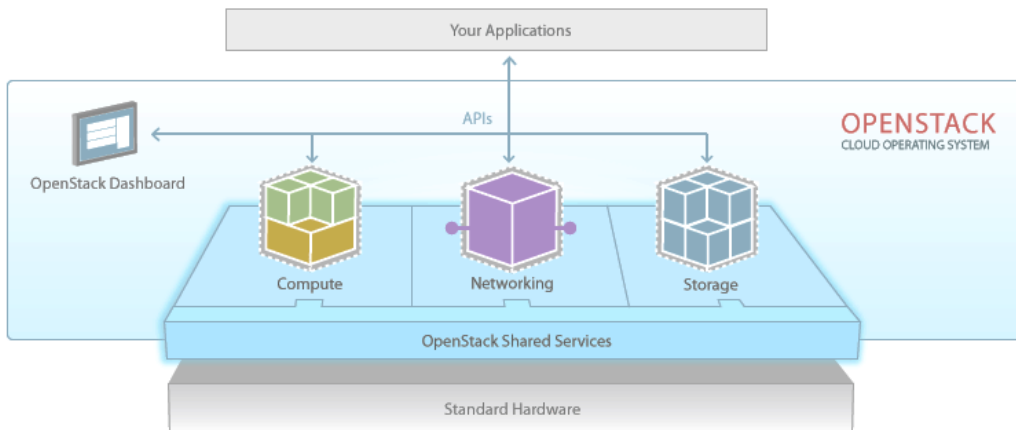 Your Applications
APIs
OPENSTACK
CLOUD OPERATING SYSTEM
OpenStack Dashboard
Compute
Networking
Storage
OpenStack Shared Services
Standard Hardware